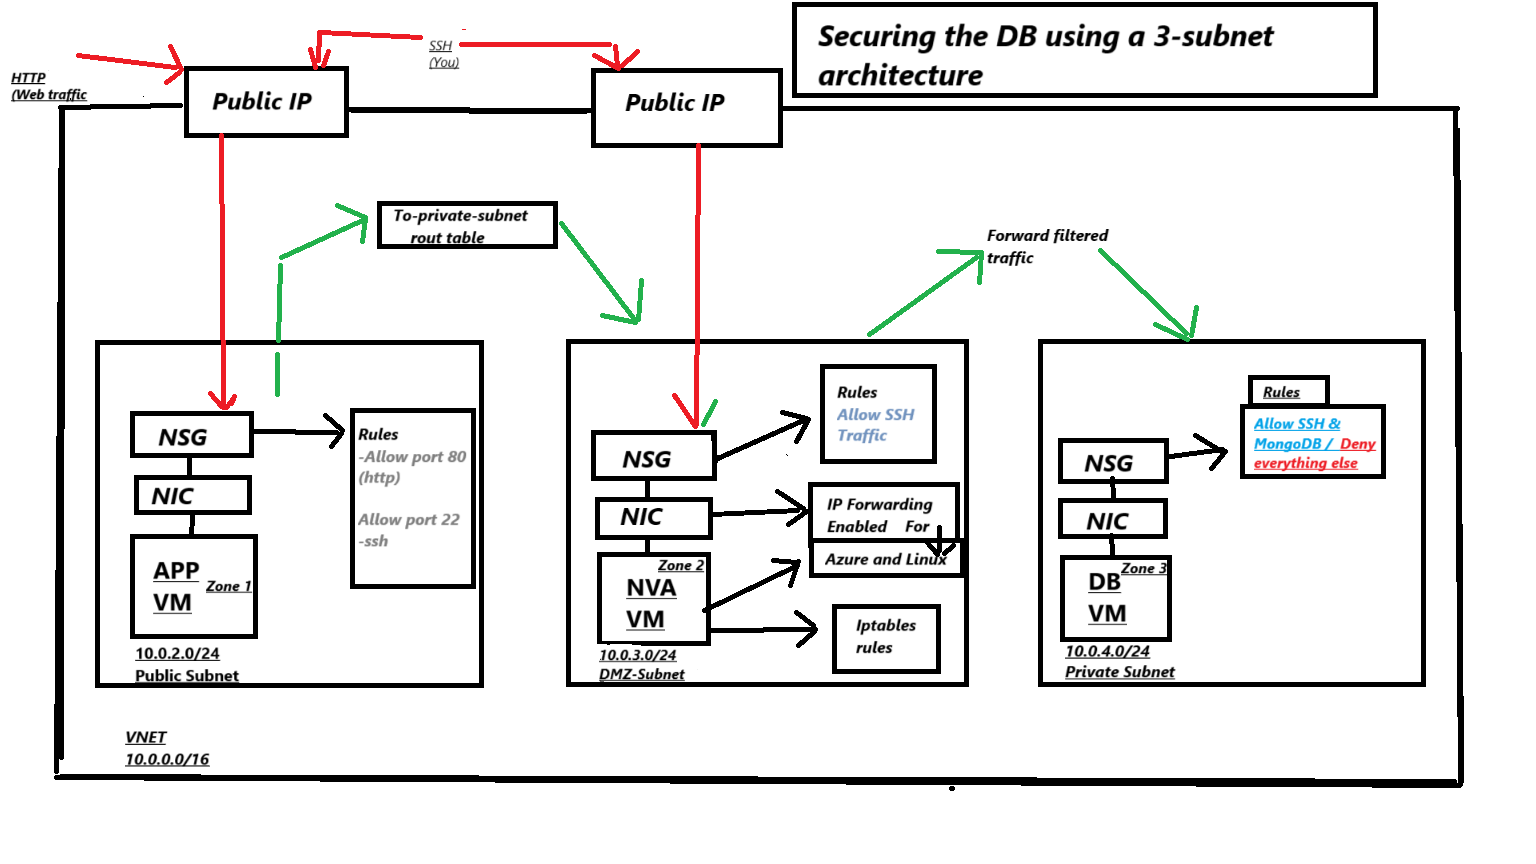 Securing the DB using a 3-subnet
architecture
SSH
(You)
HTTP
(Web traffic
Public IP
Public IP
To-private-subnet
rout table
Forward filtered
traffic
NSG
NIC
APP
VM
Zone 1
10.0.2.0/24
Public Subnet
Rules
-Allow port 80
(http)
Allow port 22
-ssh
NSG
NIC
Zone 2
NVA
VM
10.0.3.0/24
DMZ-Subnet
Rules
Allow SSH
Traffic
IP Forwarding
Enabled For
Azure and Linux
Iptables
rules
NSG
NIC
Zone 3
DB
VM
10.0.4.0/24
Private Subnet
Rules
Allow SSH &
MongoDB / Deny
everything else
VNET
10.0.0.0/16